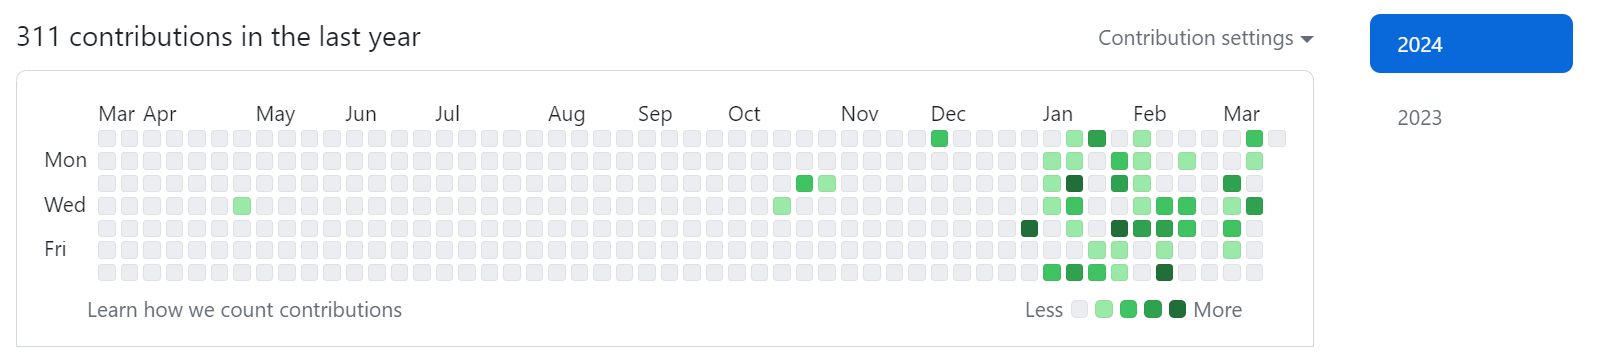 311 contributions in the last year
Contribution settings
2024
2023
Mar Apr May Jun Jul Aug Sep Oct Nov Dec Jan Feb Mar
Mon
Wed
Fri
Learn how we count contributions
Less More